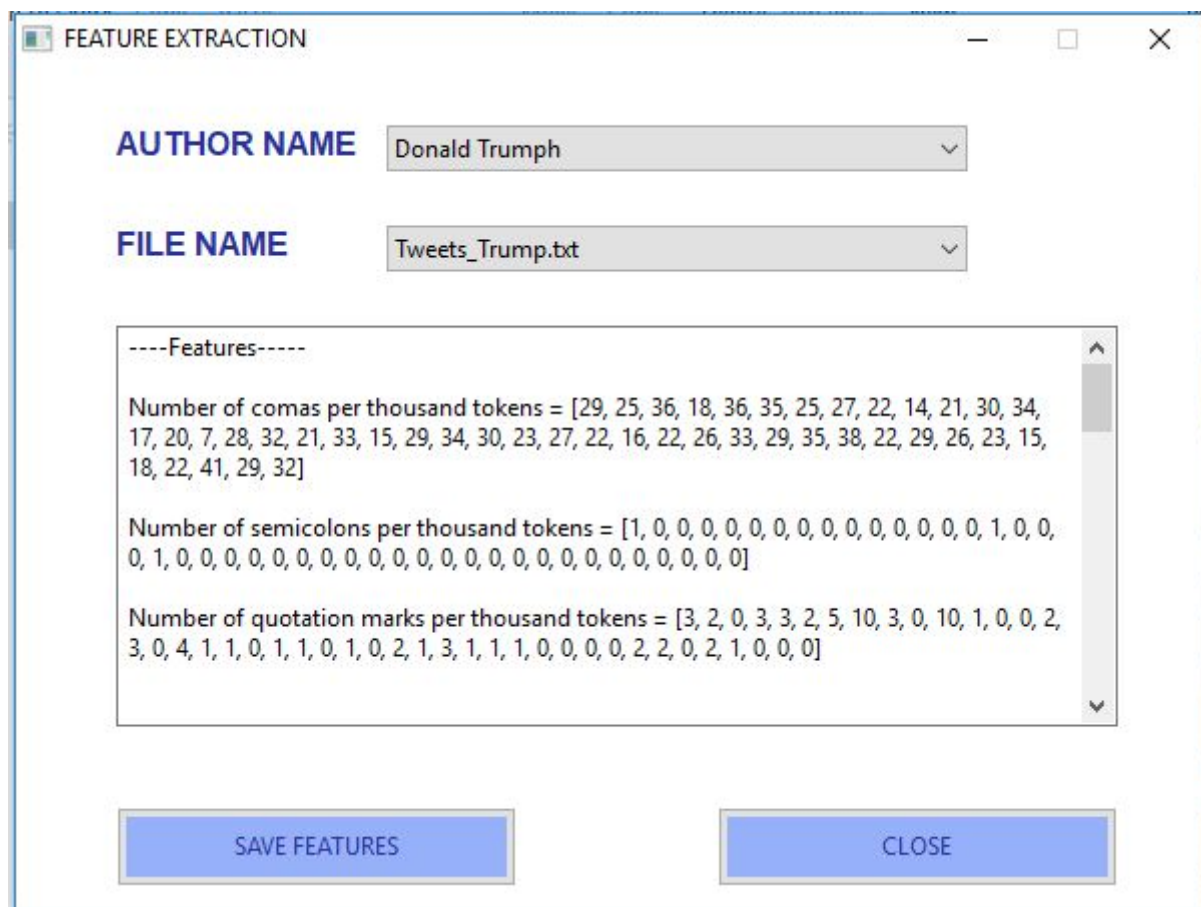 FEATURE EXTRACTION
AUTHOR NAME
Donald Trumph
FILE NAME
Tweets_Trump.txt
----Features-----
Number of comas per thousand tokens = [29, 25, 36, 18, 36, 35, 25, 27, 22, 14, 21, 30, 34,
17, 20, 7, 28, 32, 21, 33, 15, 29, 34, 30, 23, 27, 22, 16, 22, 26, 33, 29, 35, 38, 22, 29, 26, 23, 15,
18, 22, 41, 29, 32]
Number of semicolons per thousand tokens = [1, 0, 0, 0, 0, 0, 0, 0, 0, 0, 0, 0, 0, 0, 0, 1, 0, 0,
0, 1, 0, 0, 0, 0, 0, 0, 0, 0, 0, 0, 0, 0, 0, 0, 0, 0, 0, 0, 0, 0, 0, 0, 0, 0]
Number of quotation marks per thousand tokens = [3, 2, 0, 3, 3, 2, 5, 10, 3, 0, 10, 1, 0, 0, 2,
3, 0, 4, 1, 1, 0, 1, 1, 0, 1, 0, 2, 1, 3, 1, 1, 1, 0, 0, 0, 0, 2, 2, 0, 2, 1, 0, 0, 0]
SAVE FEATURES
CLOSE